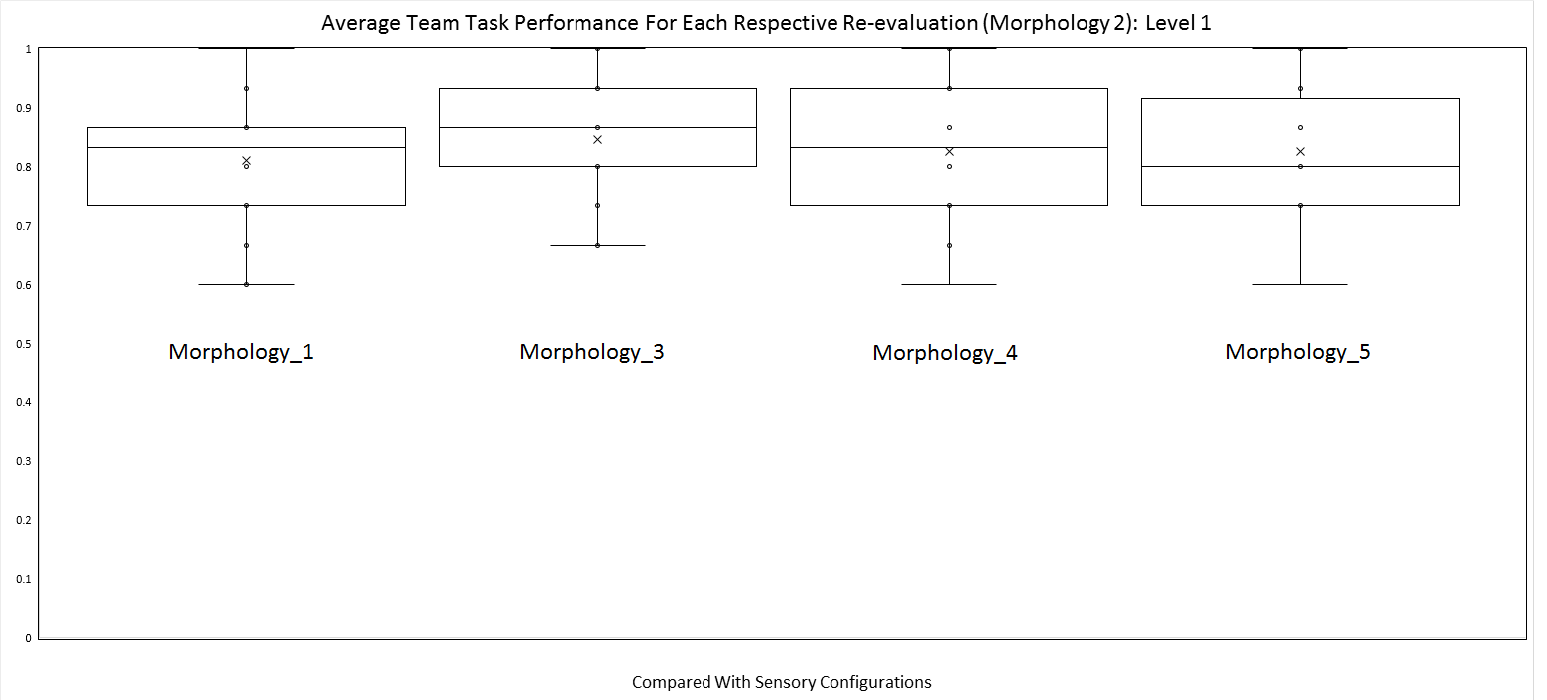 Average Team Task Performance For Each Respective Re-evaluation (Morphology 2): Level 1
1
0.9
0.8
0.7
0.6
0.5
0.4
0.3
0.2
0.1
0
Morphology_1
Morphology_3
Morphology_4
Morphology_5
Compared With Sensory Configurations